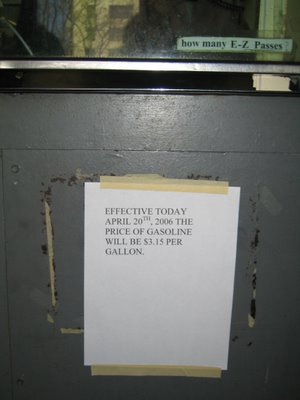 how many E-Z Passes
EFFECTIVE TODAY
APRIL 20TH, 2006 THE
PRICE OF GASOLINE
WILL BE $3.15 PER
GALLON.